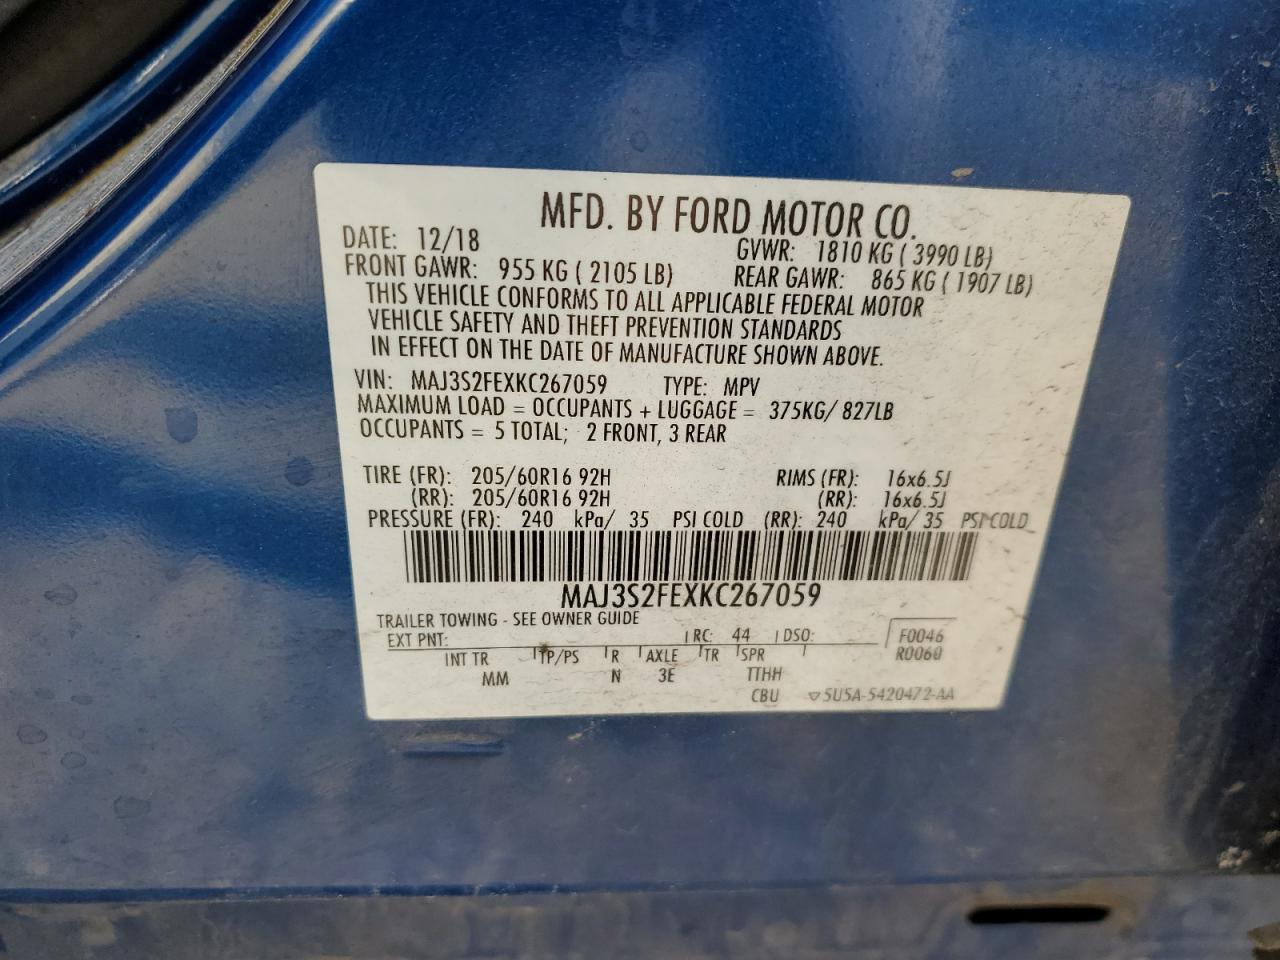 MFD. BY FORD MOTOR CO.
DATE: 12/18 GVWR: 1810 KG ( 3990 LB)
FRONT GAWR: 955 KG ( 2105 LB) REAR GAWR: 865 KG ( 1907 LB)
THIS VEHICLE CONFORMS TO ALL APPLICABLE FEDERAL MOTOR
VEHICLE SAFETY AND THEFT PREVENTION STANDARDS
IN EFFECT ON THE DATE OF MANUFACTURE SHOWN ABOVE.
VIN: MAJ3S2FEXKC267059 TYPE: MPV
MAXIMUM LOAD = OCCUPANTS + LUGGAGE = 375KG/ 827LB
OCCUPANTS = 5 TOTAL; 2 FRONT, 3 REAR
TIRE (FR): 205/60R16 92H RIMS (FR): 16x6.5J
(RR): 205/60R16 92H (RR): 16x6.5J
PRESSURE (FR): 240 kPa/ 35 PSI COLD (RR): 240 kPa/ 35 PSI COLD
MAJ3S2FEXKC267059
TRAILER TOWING - SEE OWNER GUIDE
EXT PNT: RC: 44 DSO: F0046
INT TR TP/PS R AXLE TR SPR R0060
MM N 3E TTHH
CBU ▽5U5A-5420472-AA